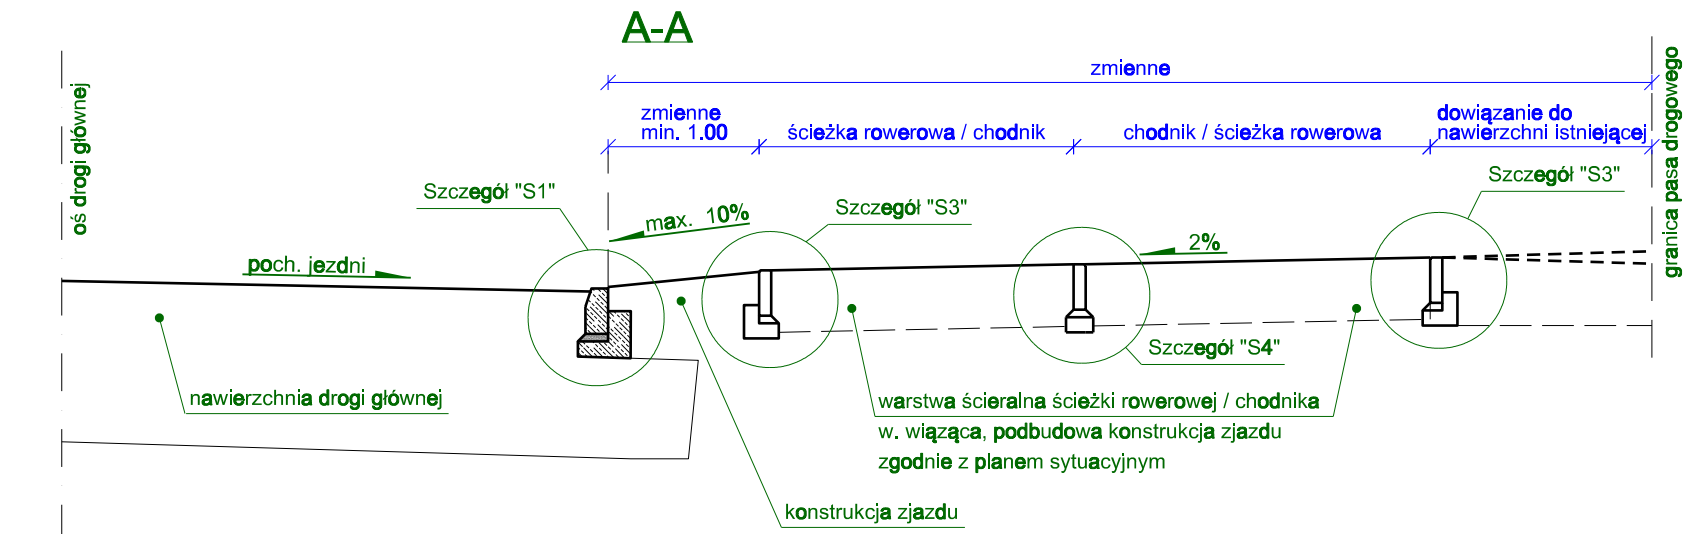 A-A
zmienne
zmienne
min. 1.00
ścieżka rowerowa / chodnik
chodnik / ścieżka rowerowa
dowiązanie do
nawierzchni istniejącej
oś drogi głównej
granica pasa drogowego
Szczegół "S1"
max. 10%
Szczegół "S3"
2%
Szczegół "S3"
poch. jezdni
Szczegół "S4"
nawierzchnia drogi głównej
warstwa ścieralna ścieżki rowerowej / chodnika
w. wiąząca, podbudowa konstrukcja zjazdu
zgodnie z planem sytuacyjnym
konstrukcja zjazdu